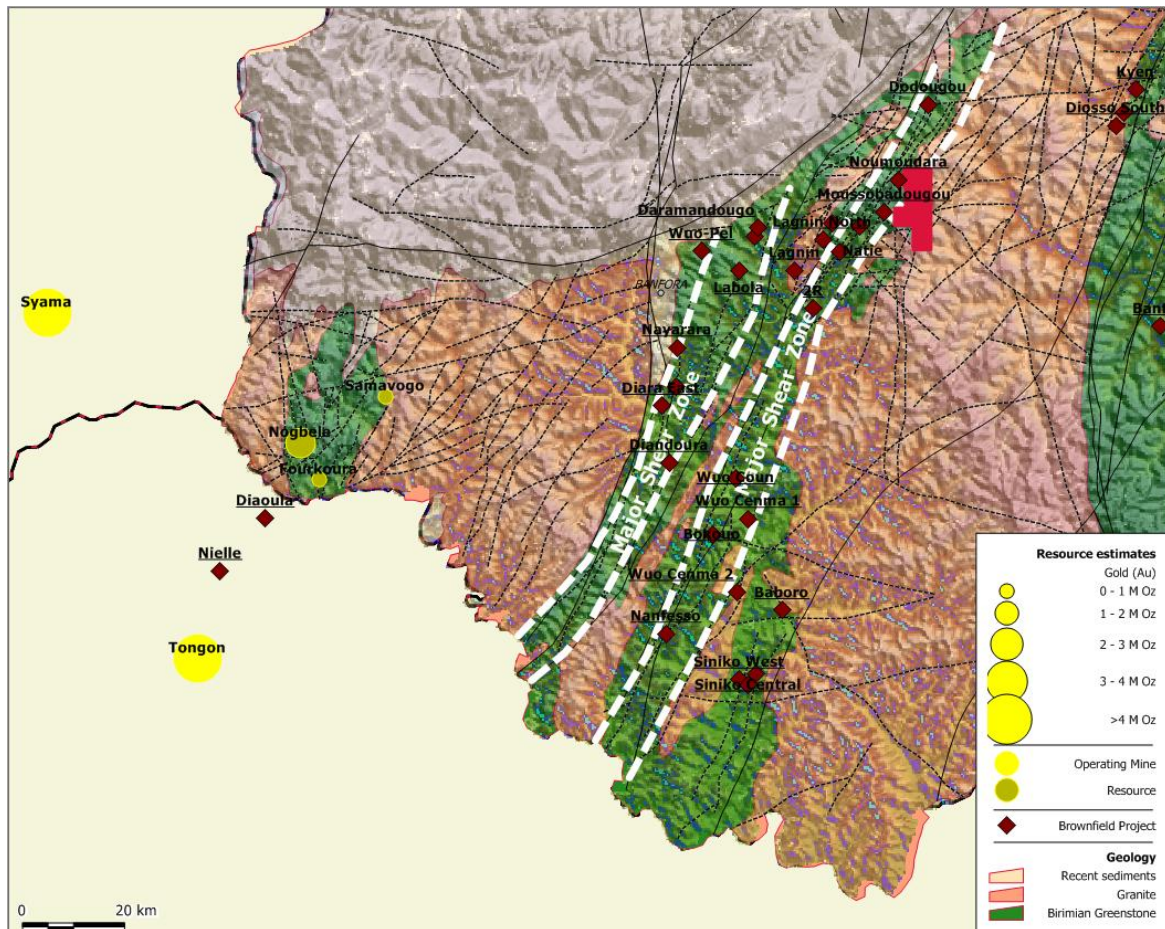 Kyen
Dodougou
Diosso South
Noumoudara
Moussobadougou
Daramandougo
Lagnin North
Wuo-Pel
Natie
Lagnin
Labola
BANFORA
2R
Syama
Nayarara
Samavogo
Diara East
Major Shear Zone
Major Shear Zone
Nogbela
Diandoura
Fourkoura
Wuo Goun
Diaoula
Wuo Cenma 1
Bokouo
Nielle
Wuo Cenma 2
Baboro
Nanfesso
Tongon
Siniko West
Siniko Central
Resource estimates
Gold (Au)
0 - 1 M Oz
1 - 2 M Oz
2 - 3 M Oz
3 - 4 M Oz
>4 M Oz
Operating Mine
Resource
Brownfield Project
Geology
Recent sediments
Granite
Birimian Greenstone
0 20 km